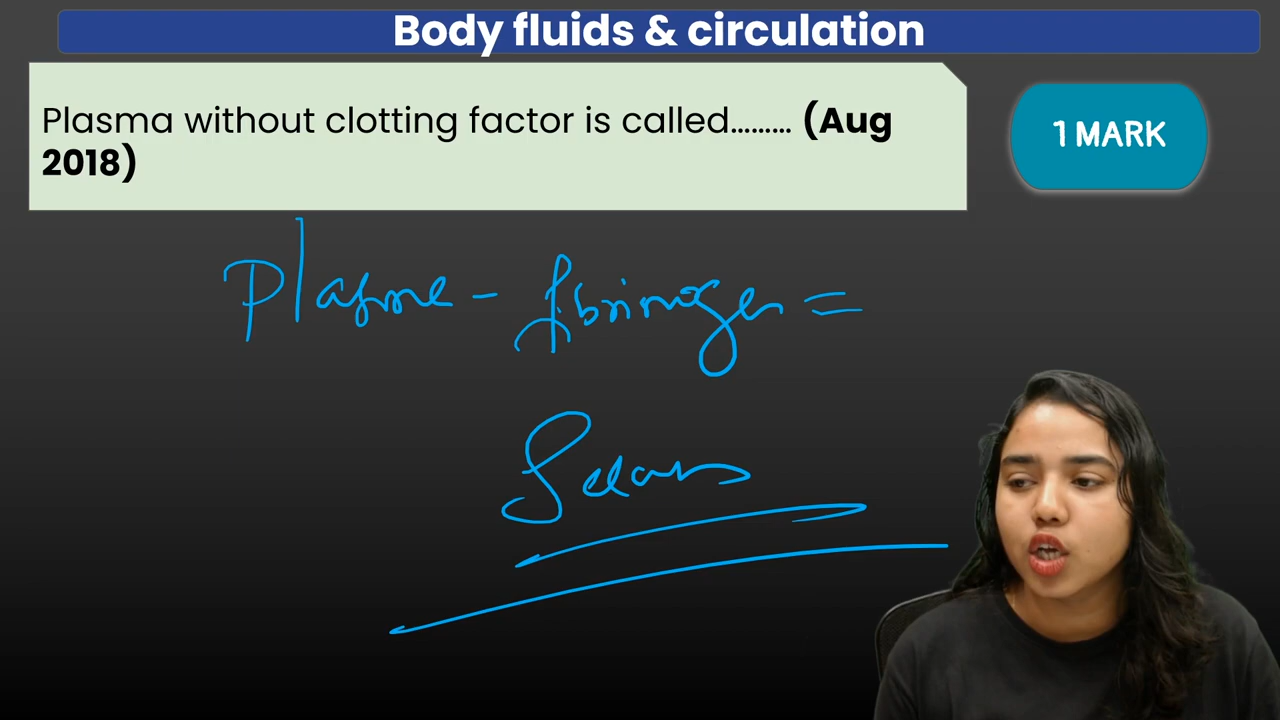 Body fluids & circulation
Plasma without clotting factor is called......... (Aug
2018)
1 MARK
Plasma - fibrinogen =
Serum